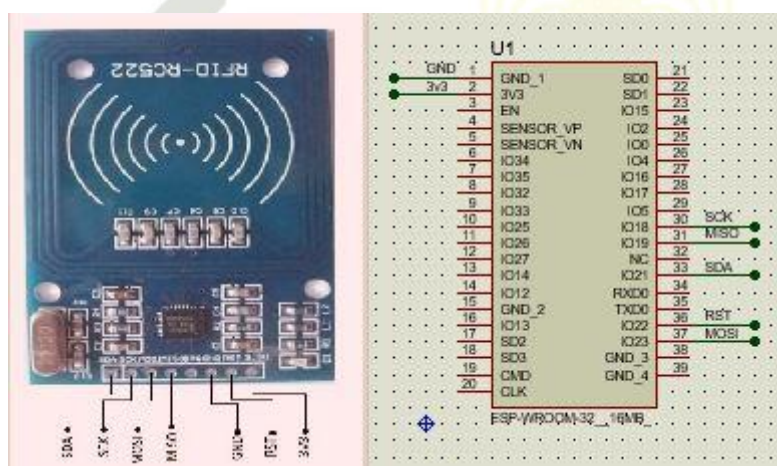 RFID-RC522
SDA
SCK
MOSI
MISO
GND
RST
3V3
U1
GND 1 GND_1
3v3 2 3V3
3 EN
4 SENSOR_VP
5 SENSOR_VN
6 IO34
7 IO35
8 IO32
9 IO33
10 IO25
11 IO26
12 IO27
13 IO14
14 IO12
15 GND_2
16 IO13
17 SD2
18 SD3
19 CMD
20 CLK
SD0 21
SD1 22
IO15 23
IO2 24
IO0 25
IO4 26
IO16 27
IO17 28
IO5 29
IO18 30 SCK
IO19 31 MISO
NC 32
IO21 33 SDA
RXD0 34
TXD0 35
IO22 36 RST
IO23 37 MOSI
GND_3 38
GND_4 39